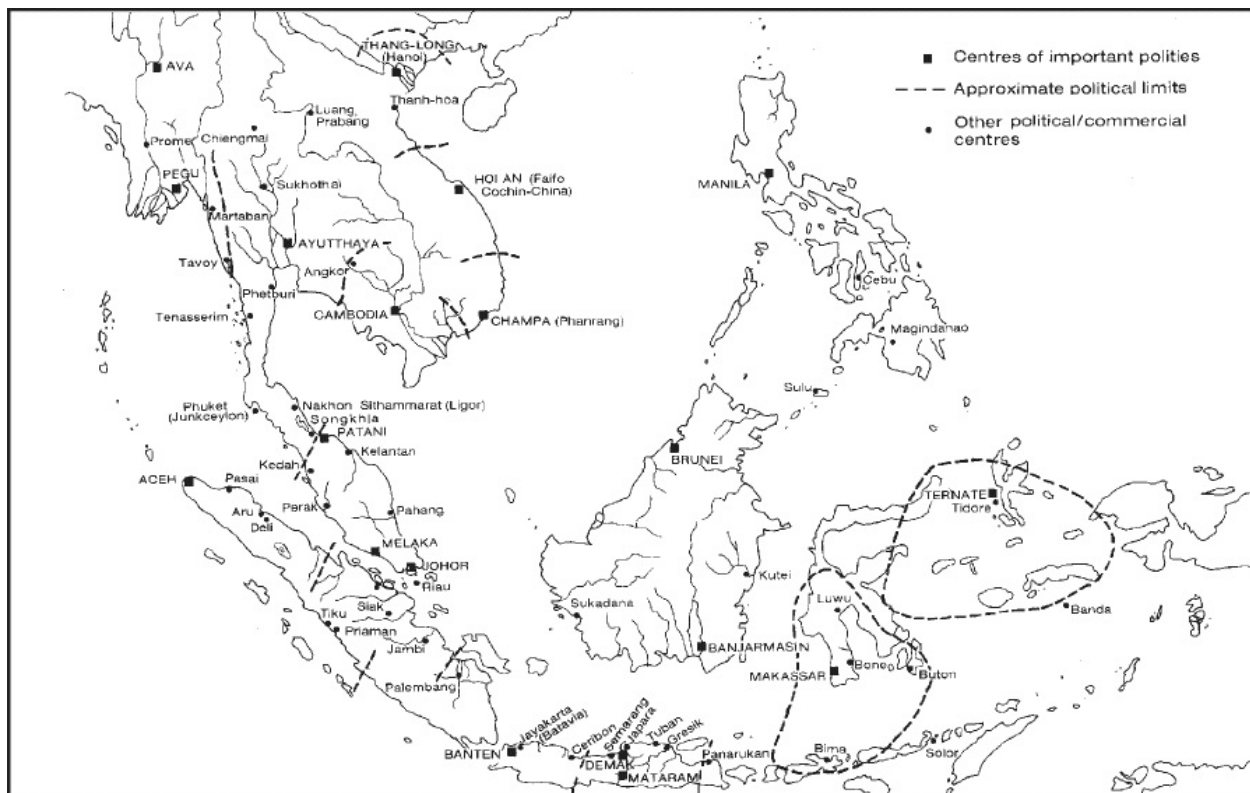 THANG-LONG
(Hanoi)
AVA
Thanh-hoa
Luang,
Prabang
Prome
Chiengmai
PEGU
Sukhothai
HOI AN (Faifo
Cochin-China)
Martaban
AYUTTHAYA
Tavoy
Angkor
Phetburi
Tenasserim
CAMBODIA
CHAMPA (Phanrang)
Centres of important polities
Approximate political limits
Other political/commercial
centres
MANILA
Cebu
Magindanao
Sulu
Phuket
(Junkceylon)
Nakhon Sithammarat (Ligor)
Songkhla
PATANI
Kelantan
Kedah
ACEH
Pasai
Perak
Pahang
Aru
Deli
MELAKA
JOHOR
Riau
Siak
Tiku
Priaman
Jambi
Palembang
BRUNEI
Kutei
Sukadana
BANJARMASIN
TERNATE
Tidore
Banda
Luwu
MAKASSAR
Bone
Buton
BANTEN
Jayakarta
(Batavia)
Ceribon
Semarang
Japara
DEMAK
Tuban
Gresik
MATARAM
Panarukan
Bima
Solor